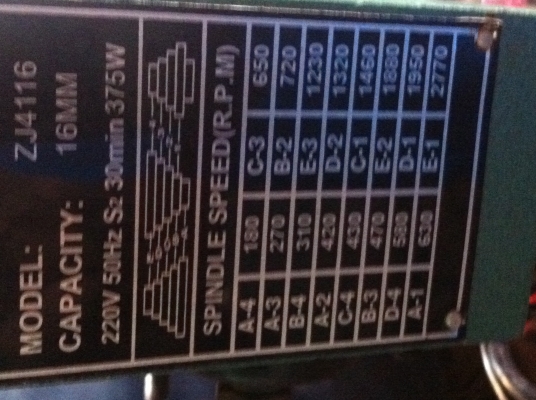 MODEL: ZJ4116
CAPACITY: 16MM
220V 50Hz S2 30min 375W
SPINDLE SPEED(R.P.M)
A-4 180 C-3 650
A-3 270 B-2 720
B-4 310 E-3 1230
A-2 420 D-2 1320
C-4 430 C-1 1460
B-3 470 E-2 1880
D-4 580 D-1 1950
A-1 630 E-1 2770